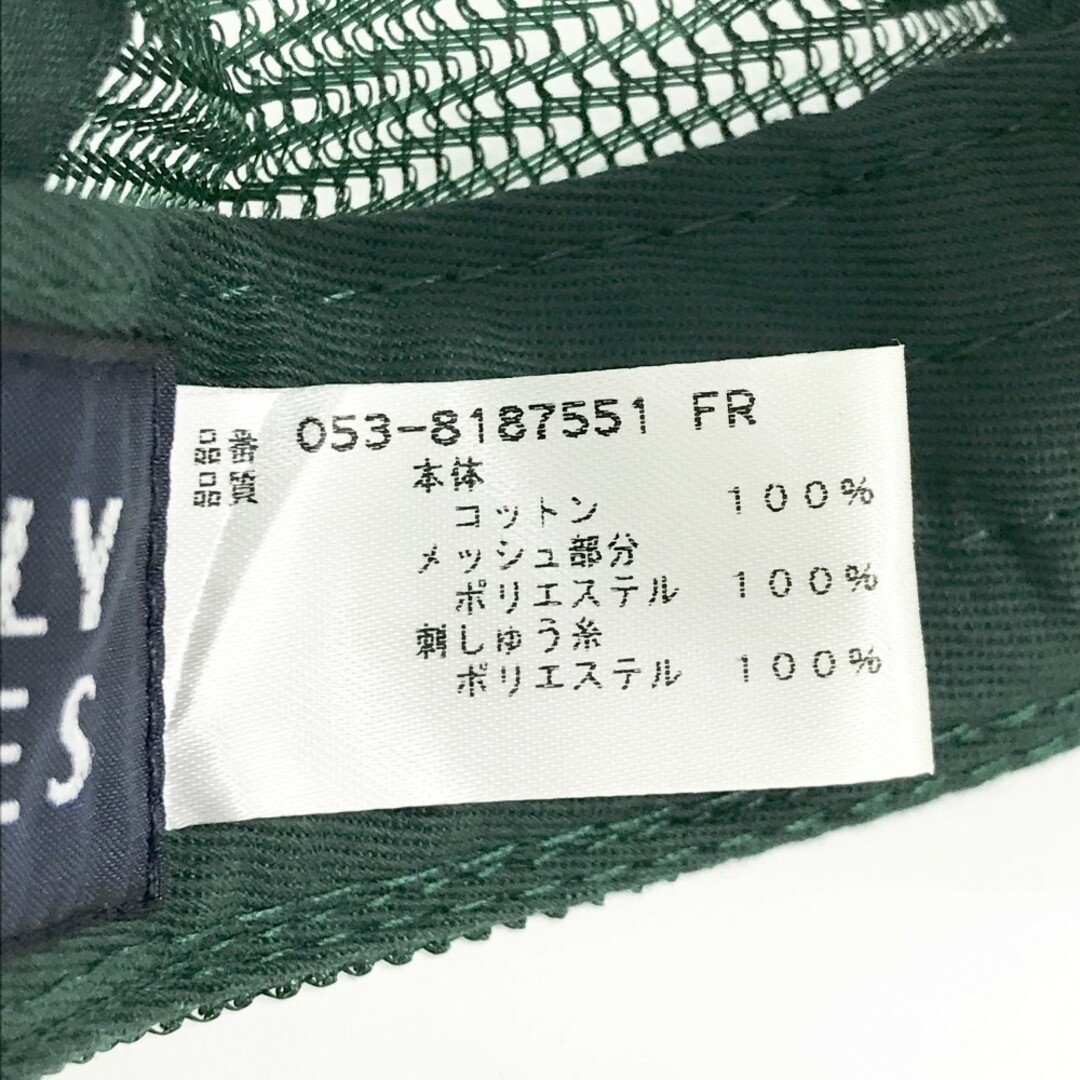 品番 053-8187551 FR
品質 本体
コットン 100%
メッシュ部分
ポリエステル 100%
刺しゅう糸
ポリエステル 100%
LY
ES